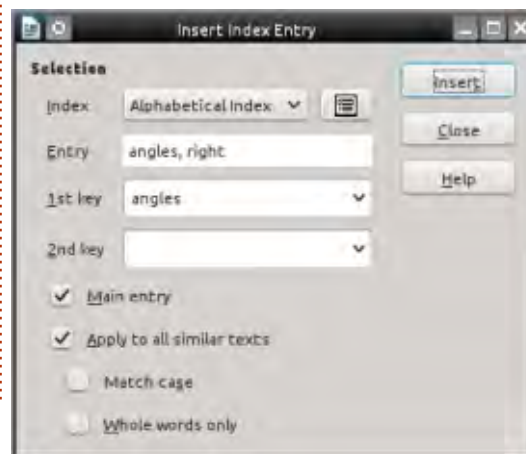 Insert Index Entry
Selection
Index Alphabetical Index
Entry angles, right
1st key angles
2nd key
Main entry
Apply to all similar texts
Match case
Whole words only
Insert
Close
Help